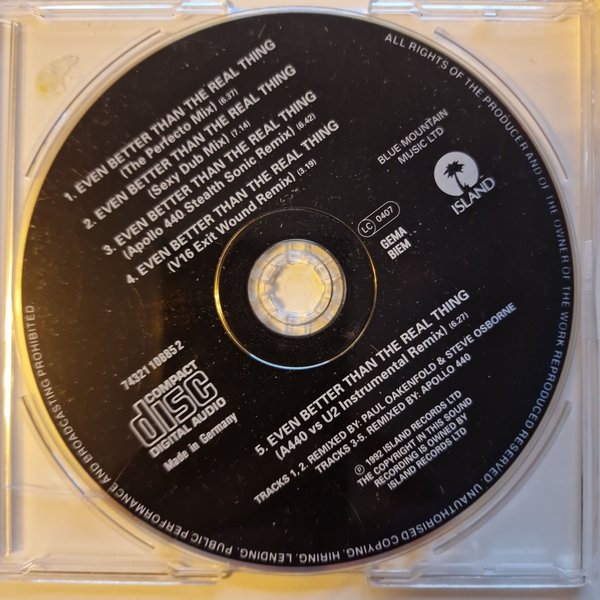 1. EVEN BETTER THAN THE REAL THING
(The Perfecto Mix) (6.37)
2. EVEN BETTER THAN THE REAL THING
(Sexy Dub Mix) (7.14)
3. EVEN BETTER THAN THE REAL THING
(Apollo 440 Stealth Sonic Remix) (6.42)
4. EVEN BETTER THAN THE REAL THING
(V16 Exit Wound Remix) (3.19)
BLUE MOUNTAIN
MUSIC LTD
ISLAND
LC 0407
GEMA
BIEM
74321 10685 2
COMPACT
disc
DIGITAL AUDIO
Made in Germany
5. EVEN BETTER THAN THE REAL THING
(A440 vs U2 Instrumental Remix) (6.27)
TRACKS 1, 2. REMIXED BY: PAUL OAKENFOLD & STEVE OSBORNE
TRACKS 3-5. REMIXED BY: APOLLO 440
Ⓟ 1992 ISLAND RECORDS LTD
THE COPYRIGHT IN THIS SOUND
RECORDING IS OWNED BY
ISLAND RECORDS LTD
ALL RIGHTS OF THE PRODUCER AND OF THE OWNER OF THE WORK REPRODUCED RESERVED. UNAUTHORISED COPYING, HIRING, LENDING, PUBLIC PERFORMANCE AND BROADCASTING PROHIBITED.